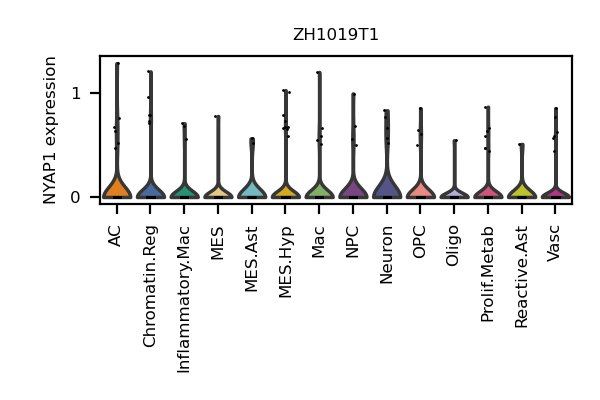 ZH1019T1
NYAP1 expression
1
0
AC
Chromatin.Reg
Inflammatory.Mac
MES
MES.Ast
MES.Hyp
Mac
NPC
Neuron
OPC
Oligo
Prolif.Metab
Reactive.Ast
Vasc